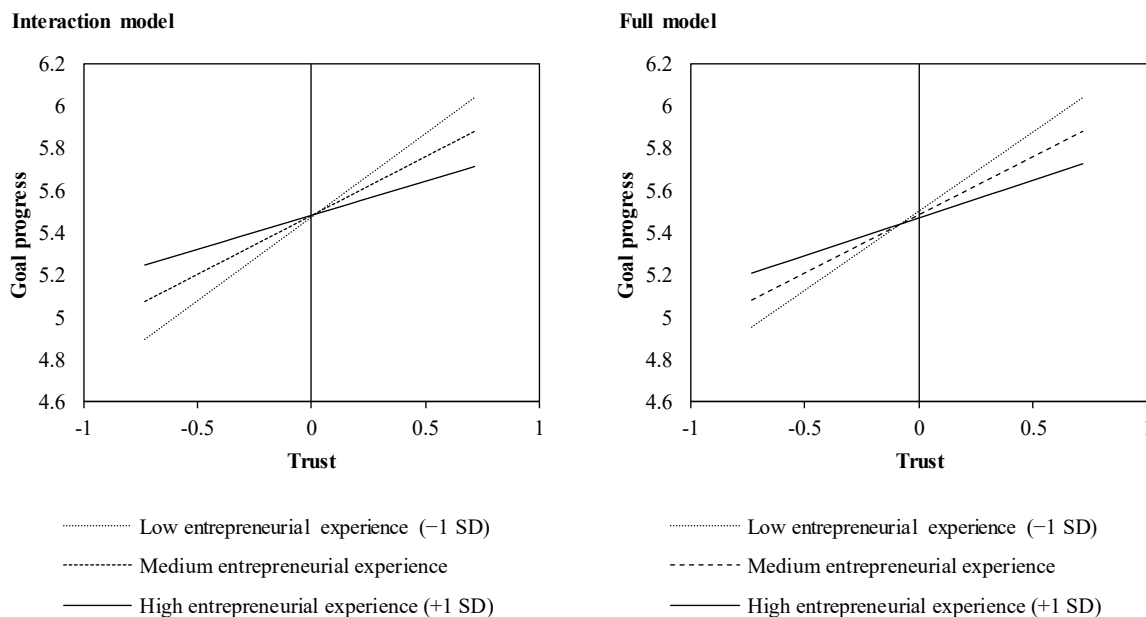 Interaction model
6.2
6
5.8
5.6
5.4
5.2
5
4.8
4.6
Goal progress
-1
-0.5
0
0.5
1
Trust
Low entrepreneurial experience (−1 SD)
Medium entrepreneurial experience
High entrepreneurial experience (+1 SD)
Full model
6.2
6
5.8
5.6
5.4
5.2
5
4.8
4.6
Goal progress
-1
-0.5
0
0.5
1
Trust
Low entrepreneurial experience (−1 SD)
Medium entrepreneurial experience
High entrepreneurial experience (+1 SD)